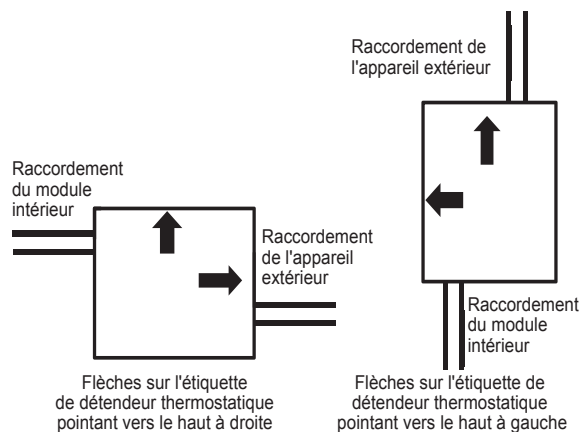 Raccordement
du module
intérieur
Raccordement
de l'appareil
extérieur
Flèches sur l'étiquette
de détendeur thermostatique
pointant vers le haut à droite
Raccordement de
l'appareil extérieur
Raccordement
du module
intérieur
Flèches sur l'étiquette de
détendeur thermostatique
pointant vers le haut à gauche